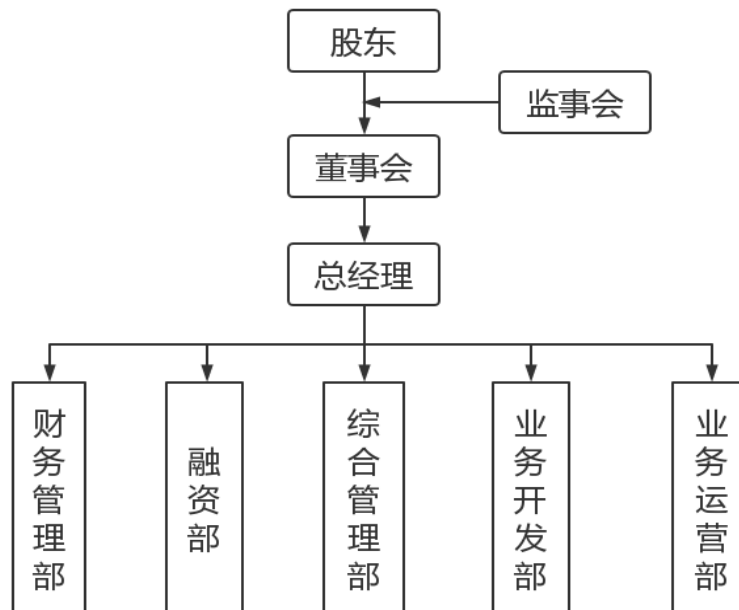 股东
监事会
董事会
总经理
财务管理部
融资部
综合管理部
业务开发部
业务运营部